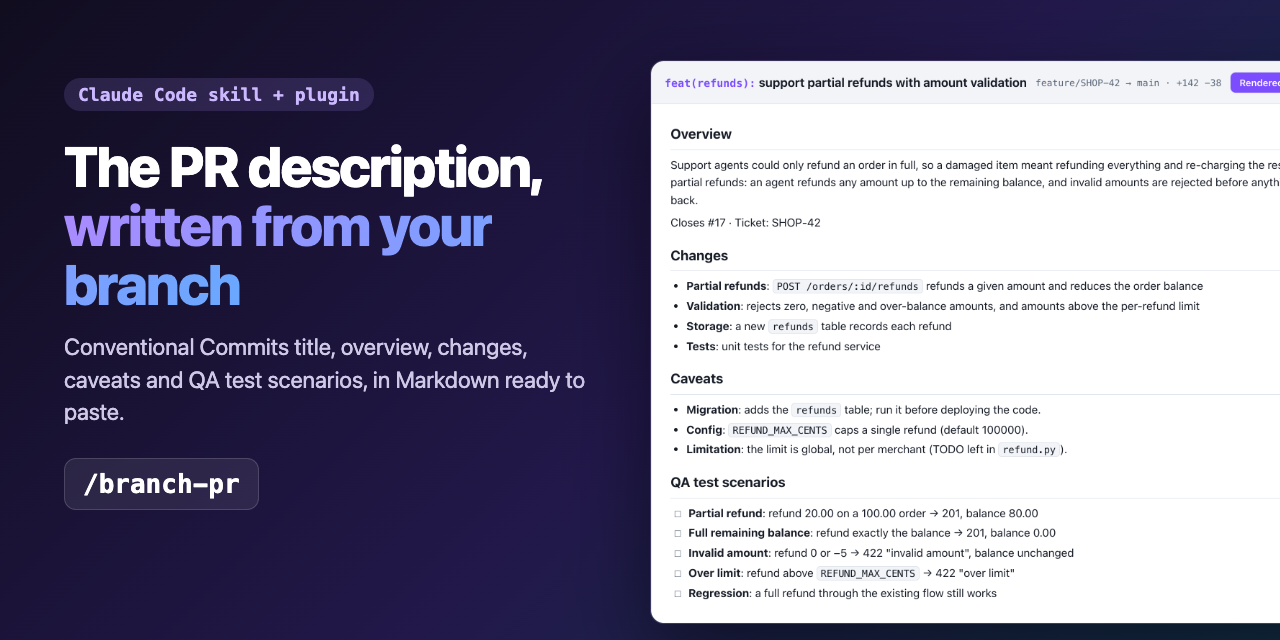 Claude Code skill + plugin
The PR description,
written from your
branch
Conventional Commits title, overview, changes,
caveats and QA test scenarios, in Markdown ready to
paste.
/branch-pr
feat(refunds): support partial refunds with amount validation feature/SHOP-42 → main · +142 −38 Rendered
Overview
Support agents could only refund an order in full, so a damaged item meant refunding everything and re-charging the
partial refunds: an agent refunds any amount up to the remaining balance, and invalid amounts are rejected before
back.
Closes #17 · Ticket: SHOP-42
Changes
• Partial refunds: POST /orders/:id/refunds refunds a given amount and reduces the order balance
• Validation: rejects zero, negative and over-balance amounts, and amounts above the per-refund limit
• Storage: a new refunds table records each refund
• Tests: unit tests for the refund service
Caveats
• Migration: adds the refunds table; run it before deploying the code.
• Config: REFUND_MAX_CENTS caps a single refund (default 100000).
• Limitation: the limit is global, not per merchant (TODO left in refund.py).
QA test scenarios
☐ Partial refund: refund 20.00 on a 100.00 order → 201, balance 80.00
☐ Full remaining balance: refund exactly the balance → 201, balance 0.00
☐ Invalid amount: refund 0 or −5 → 422 "invalid amount", balance unchanged
☐ Over limit: refund above REFUND_MAX_CENTS → 422 "over limit"
☐ Regression: a full refund through the existing flow still works